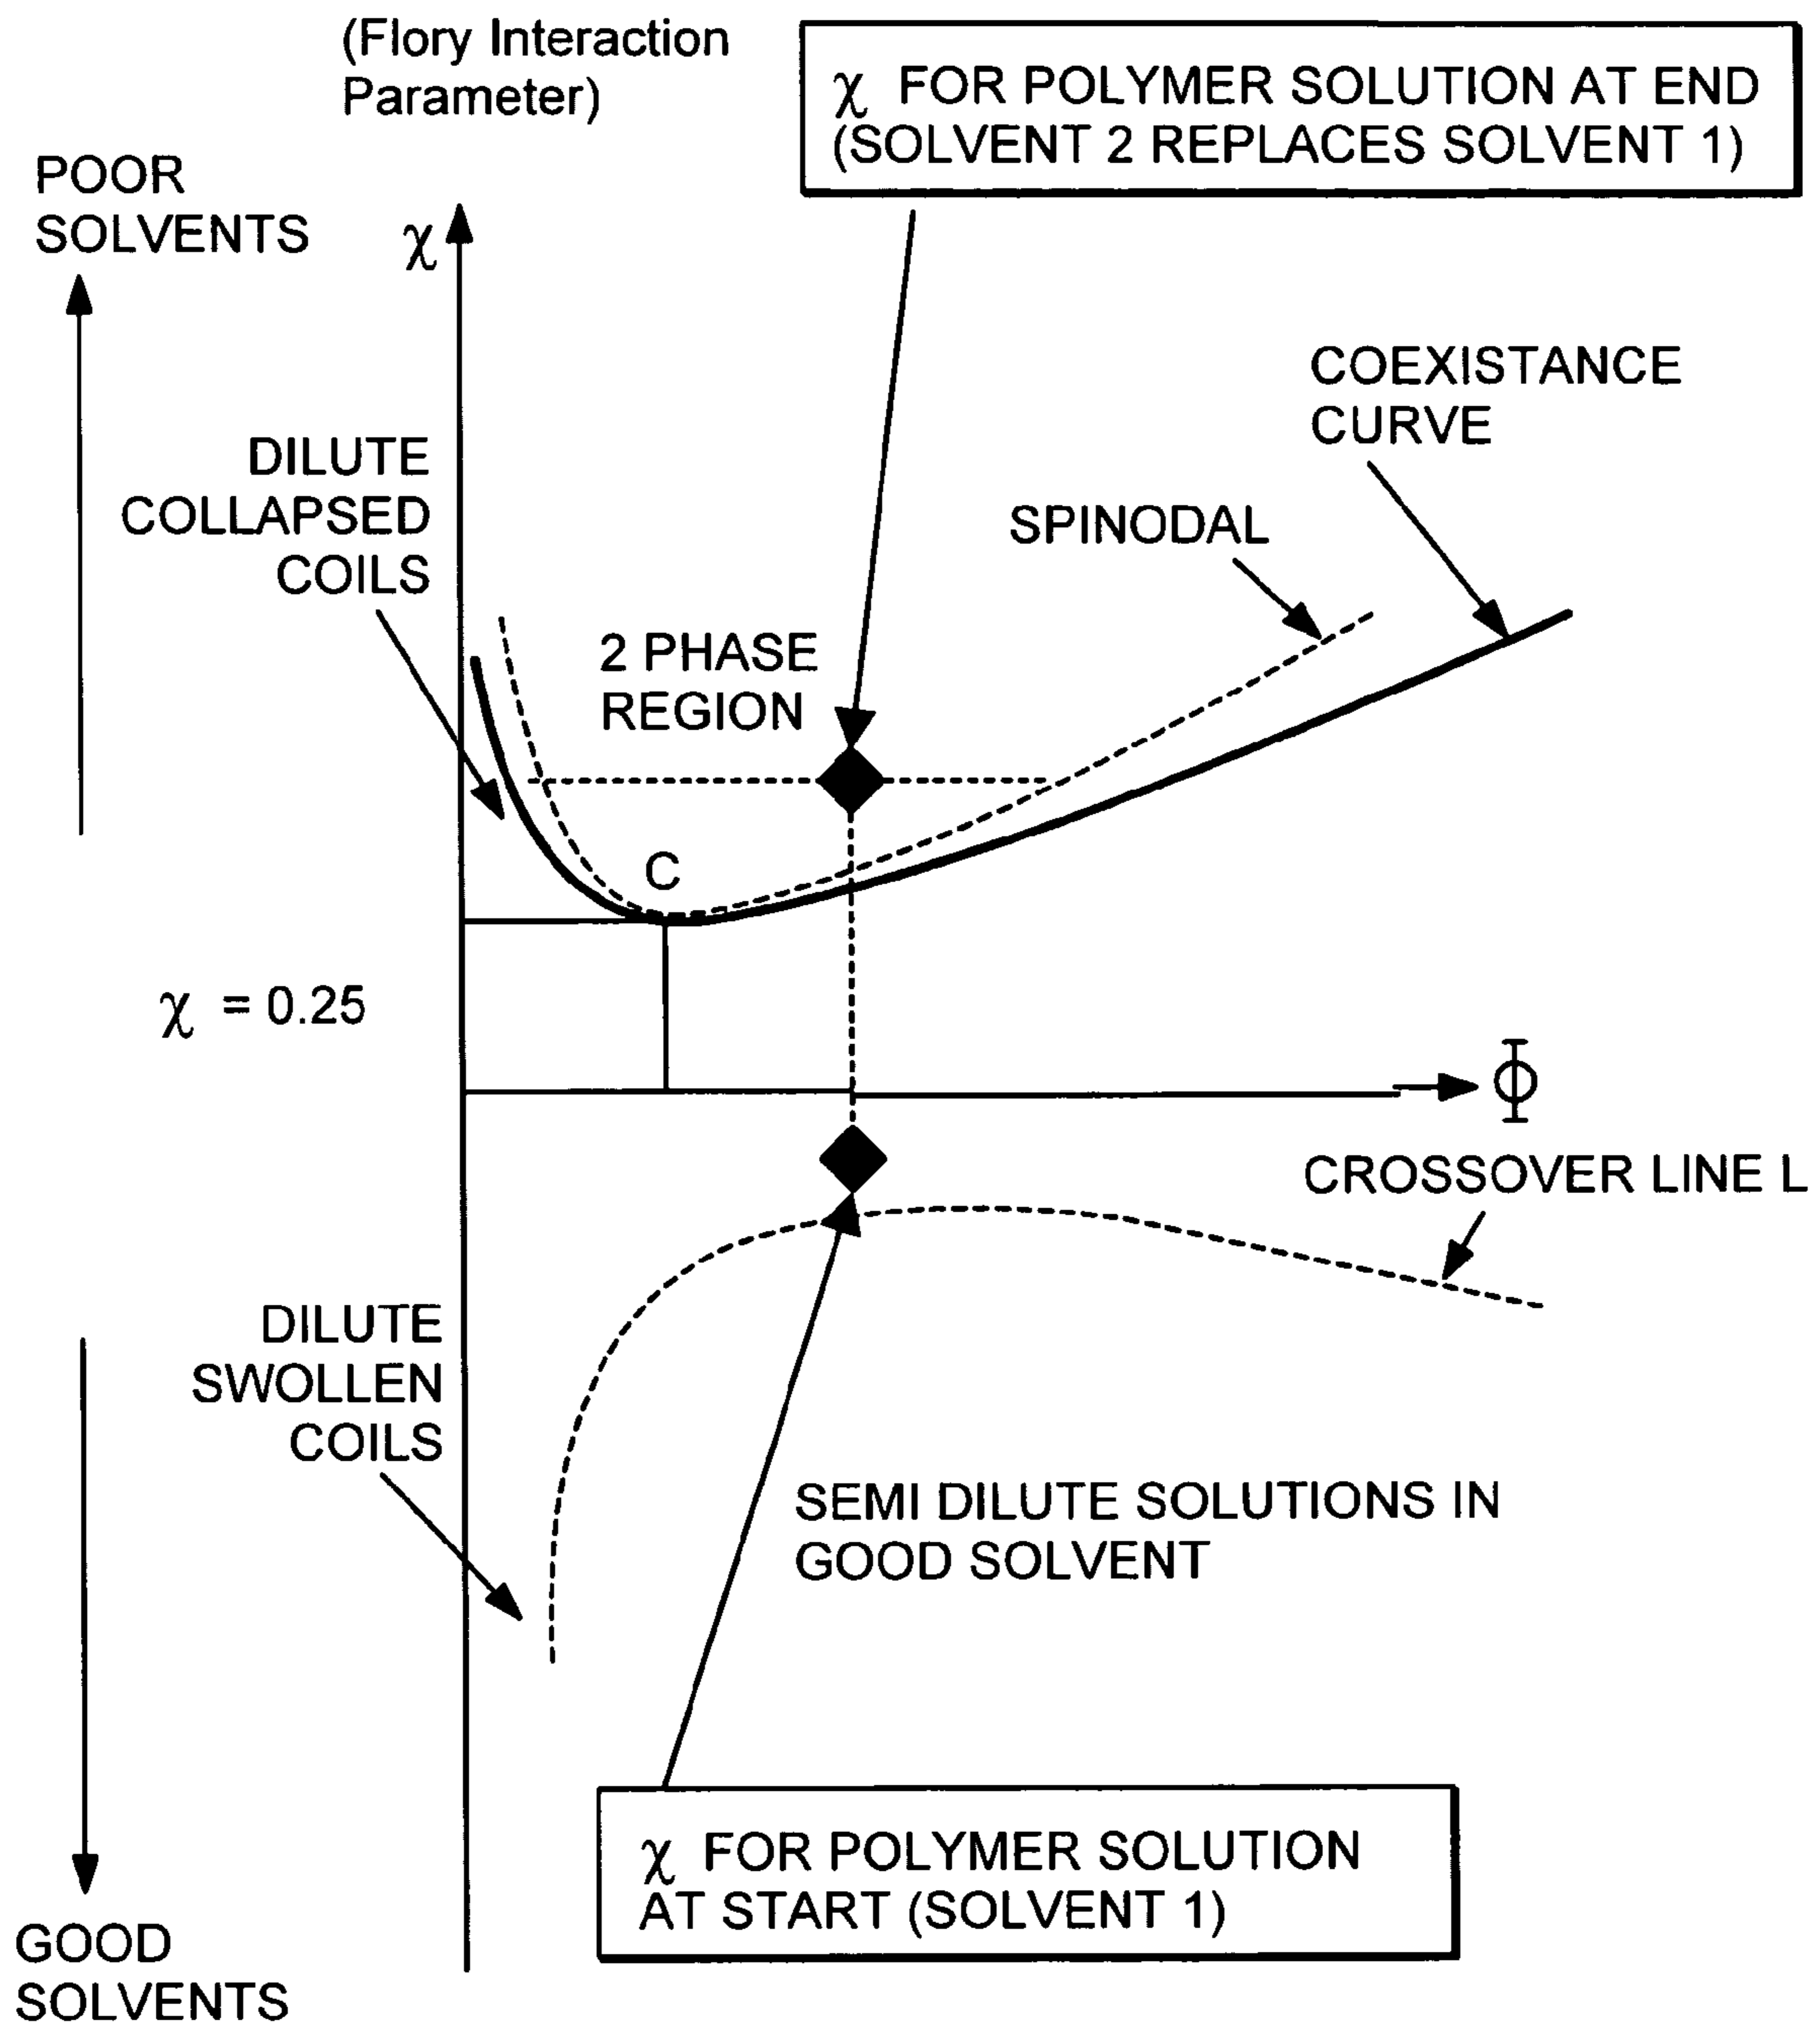 (Flory Interaction
Parameter)
χ FOR POLYMER SOLUTION AT END
(SOLVENT 2 REPLACES SOLVENT 1)
POOR
SOLVENTS
χ
COEXISTANCE
CURVE
DILUTE
COLLAPSED
COILS
SPINODAL
2 PHASE
REGION
C
χ = 0.25
Φ
CROSSOVER LINE L
DILUTE
SWOLLEN
COILS
SEMI DILUTE SOLUTIONS IN
GOOD SOLVENT
χ FOR POLYMER SOLUTION
AT START (SOLVENT 1)
GOOD
SOLVENTS